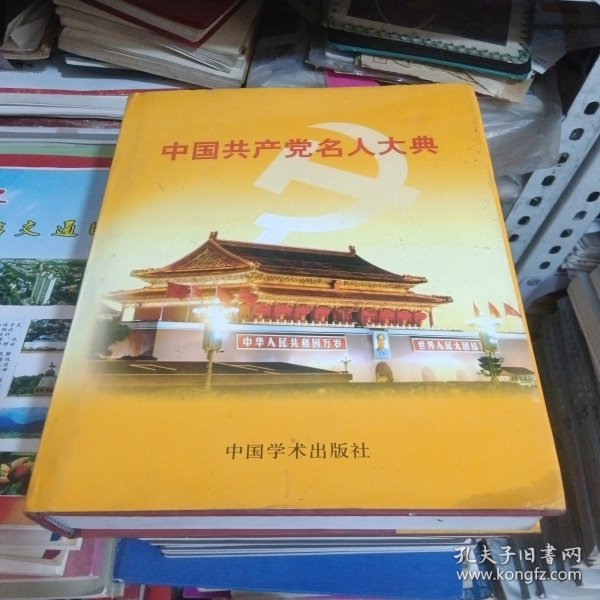 中国共产党名人大典
交通
中华人民共和国万岁
世界人民大团结
中国学术出版社
孔夫子旧书网
www.kongfz.com